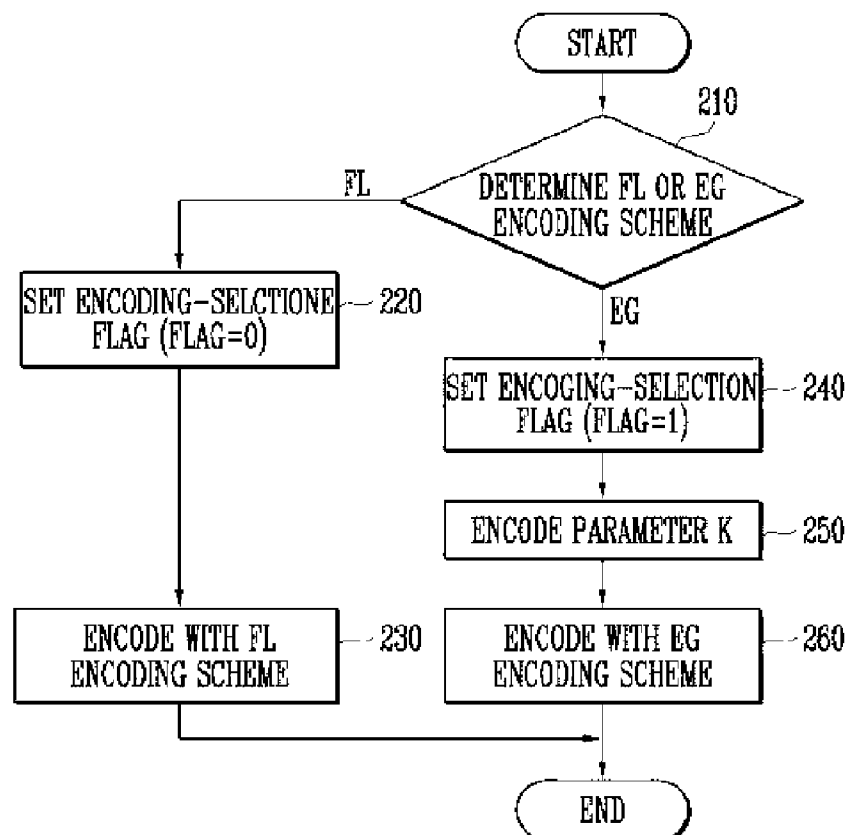 START
210
DETERMINE FL OR EG
ENCODING SCHEME
FL
EG
SET ENCODING-SELCTIONE
FLAG (FLAG=0)
220
SET ENCOGING-SELECTION
FLAG (FLAG=1)
240
ENCODE PARAMETER K
250
ENCODE WITH FL
ENCODING SCHEME
230
ENCODE WITH EG
ENCODING SCHEME
260
END